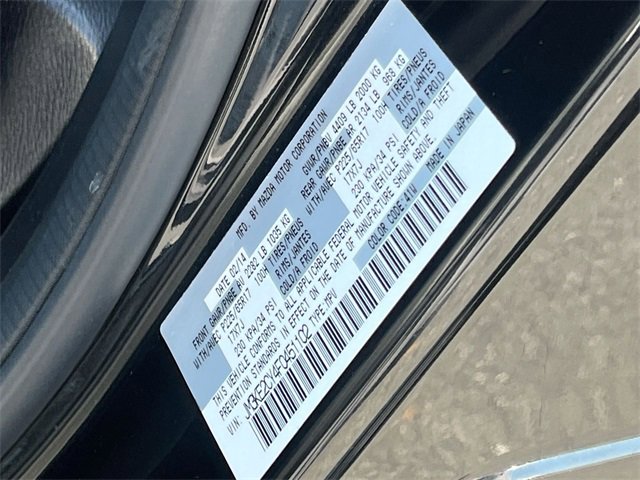 MFG. BY MAZDA MOTOR CORPORATION
DATE 02/14 GVWR/PNBV 4409 LB 2000 KG
FRONT GAWR/PNBE AV 2282 LB 1035 KG REAR GAWR/PNBE AR 2134 LB 968 KG
WITH/AVEC P225/65R17 100H TIRES/PNEUS WITH/AVEC P225/65R17 100H TIRES/PNEUS
17X7J RIMS/JANTES 17X7J RIMS/JANTES
230 KPA/34 PSI COLD/A FROID 230 KPA/34 PSI COLD/A FROID
THIS VEHICLE CONFORMS TO ALL APPLICABLE FEDERAL MOTOR VEHICLE SAFETY AND THEFT
PREVENTION STANDARDS IN EFFECT ON THE DATE OF MANUFACTURE SHOWN ABOVE.
TYPE MPV COLOR CODE 41W MADE IN JAPAN
VIN: